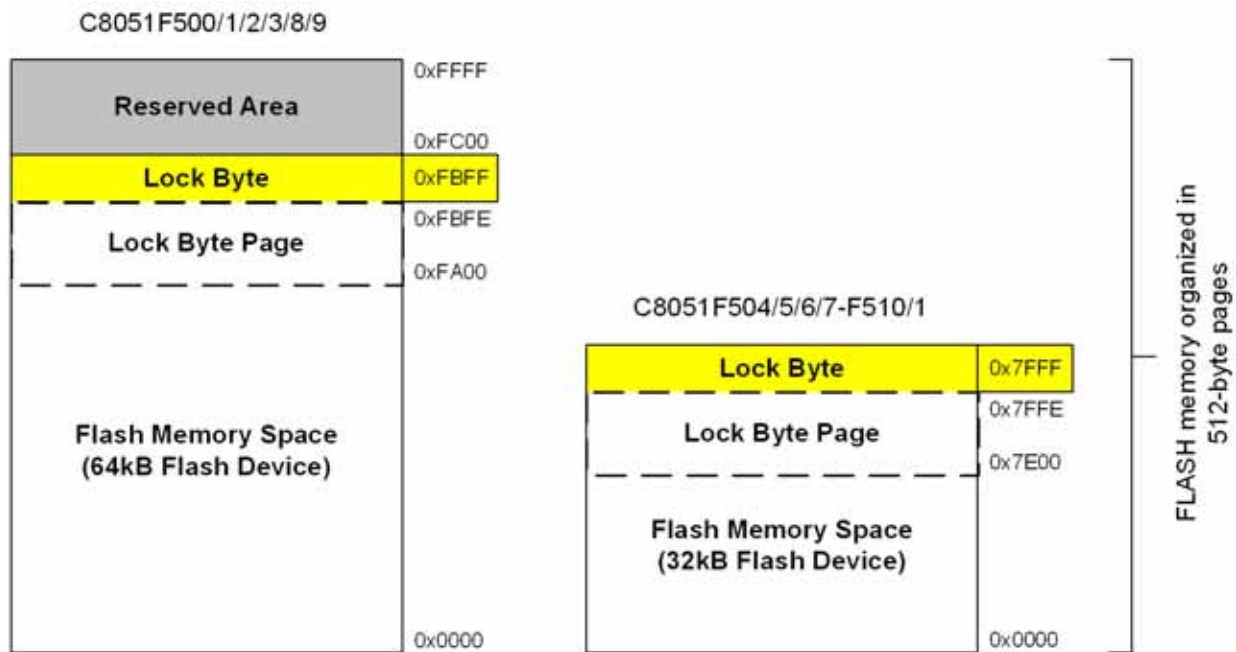 C8051F500/1/2/3/8/9
0xFFFF
Reserved Area
0xFC00
Lock Byte
0xFBFF
0xFBFE
Lock Byte Page
0xFA00
Flash Memory Space
(64kB Flash Device)
0x0000
C8051F504/5/6/7-F510/1
Lock Byte
0x7FFF
0x7FFE
Lock Byte Page
0x7E00
Flash Memory Space
(32kB Flash Device)
0x0000
FLASH memory organized in
512-byte pages